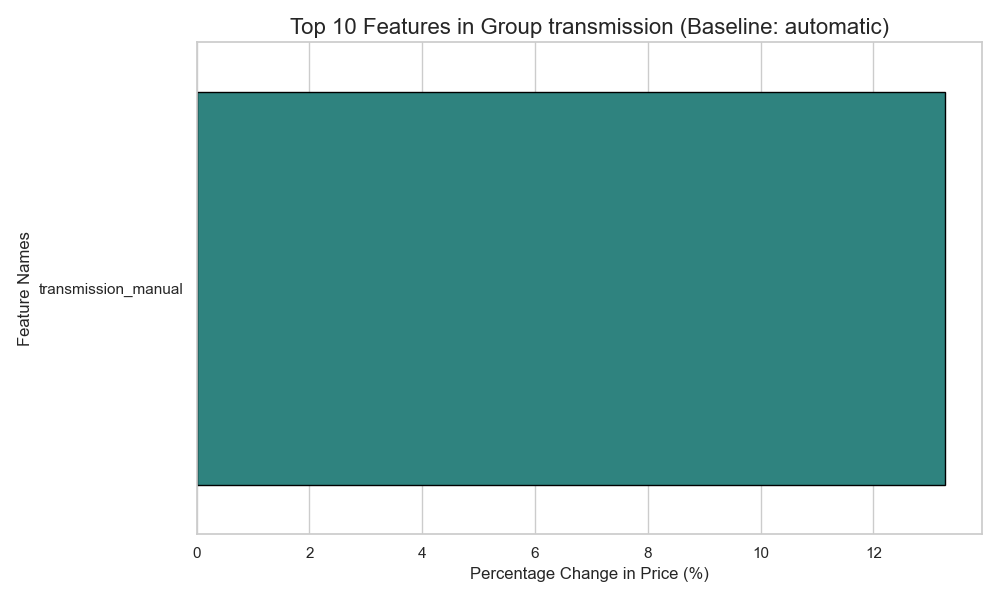 Top 10 Features in Group transmission (Baseline: automatic)
Feature Names
transmission_manual
0 2 4 6 8 10 12
Percentage Change in Price (%)